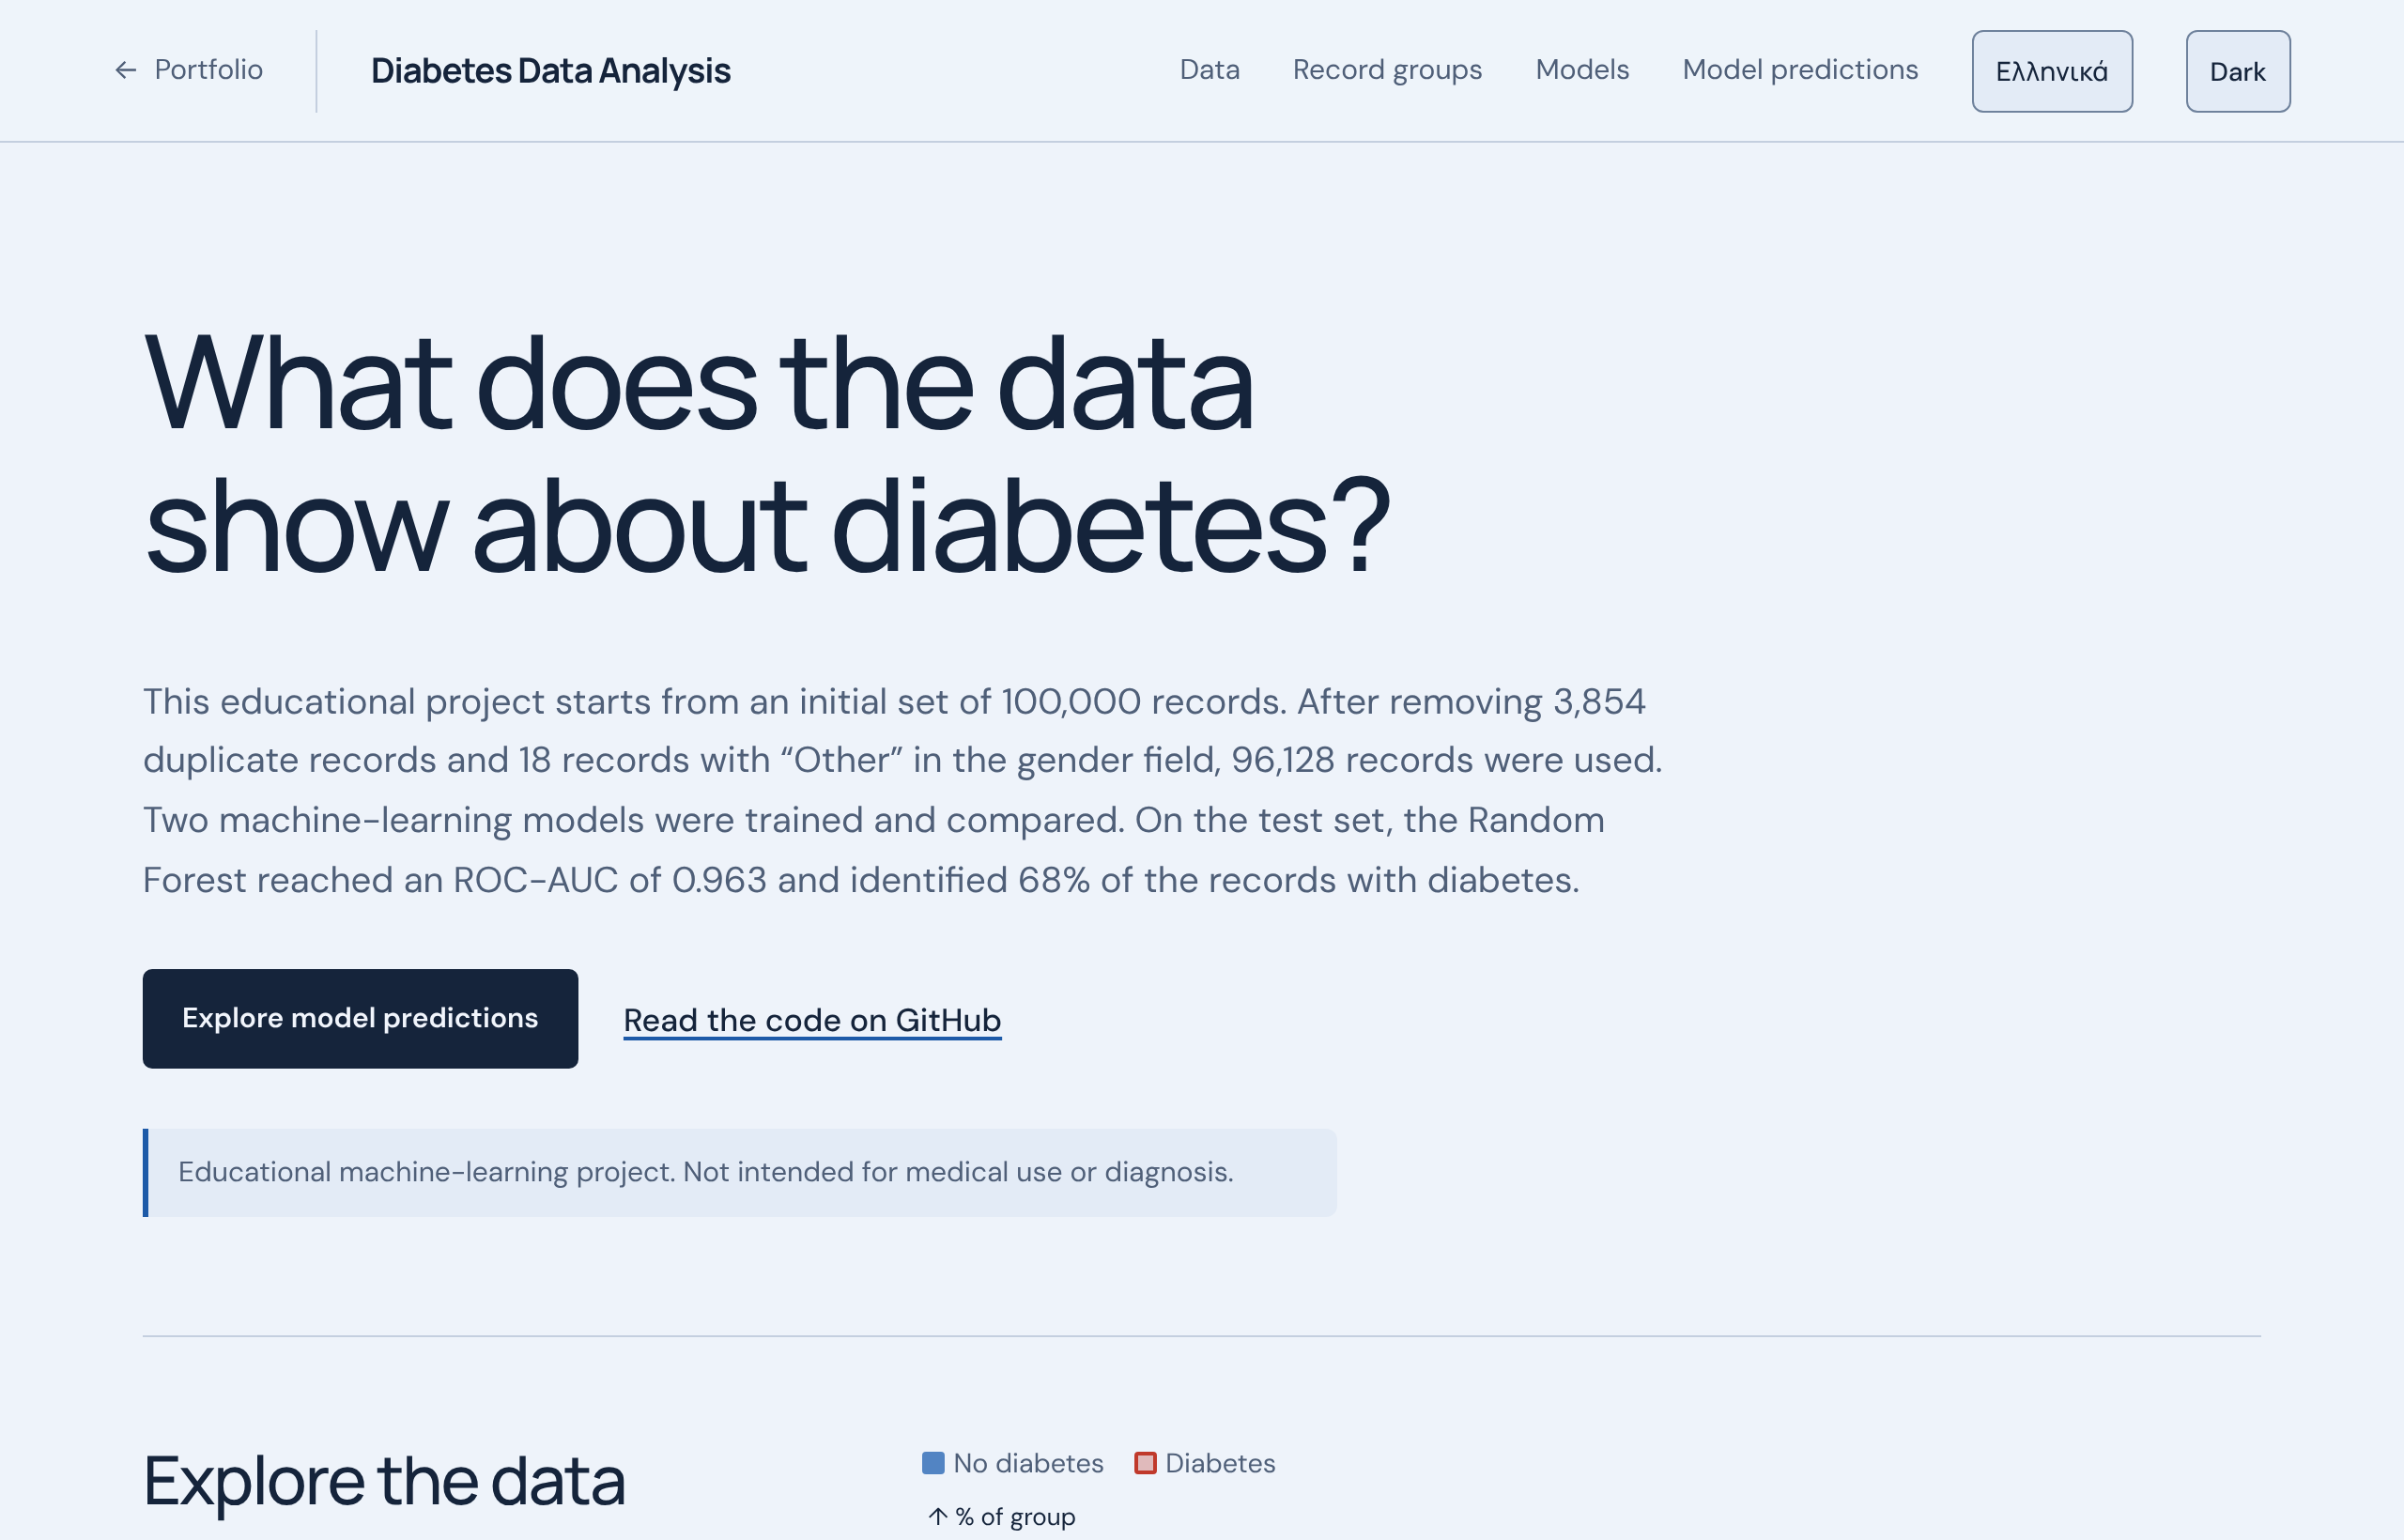 ← Portfolio
Diabetes Data Analysis
Data
Record groups
Models
Model predictions
Ελληνικά
Dark
What does the data
show about diabetes?
This educational project starts from an initial set of 100,000 records. After removing 3,854
duplicate records and 18 records with “Other” in the gender field, 96,128 records were used.
Two machine-learning models were trained and compared. On the test set, the Random
Forest reached an ROC-AUC of 0.963 and identified 68% of the records with diabetes.
Explore model predictions
Read the code on GitHub
Educational machine-learning project. Not intended for medical use or diagnosis.
Explore the data
No diabetes
Diabetes
↑ % of group